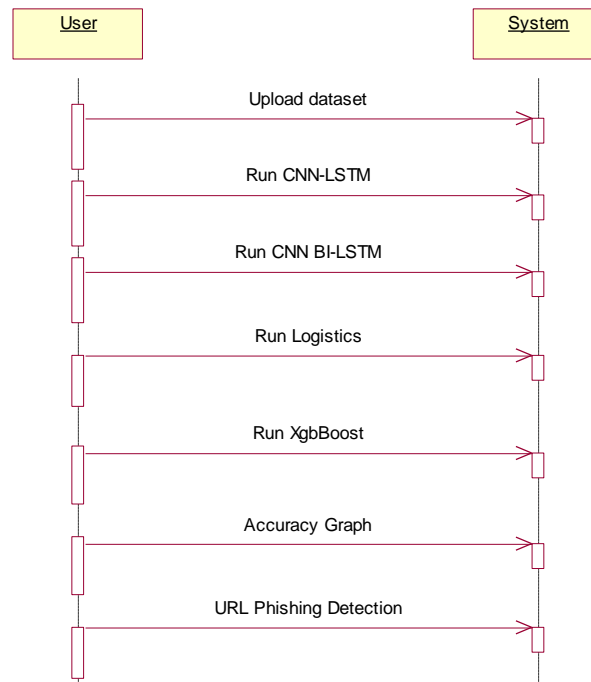 User
System
Upload dataset
Run CNN-LSTM
Run CNN BI-LSTM
Run Logistics
Run XgbBoost
Accuracy Graph
URL Phishing Detection